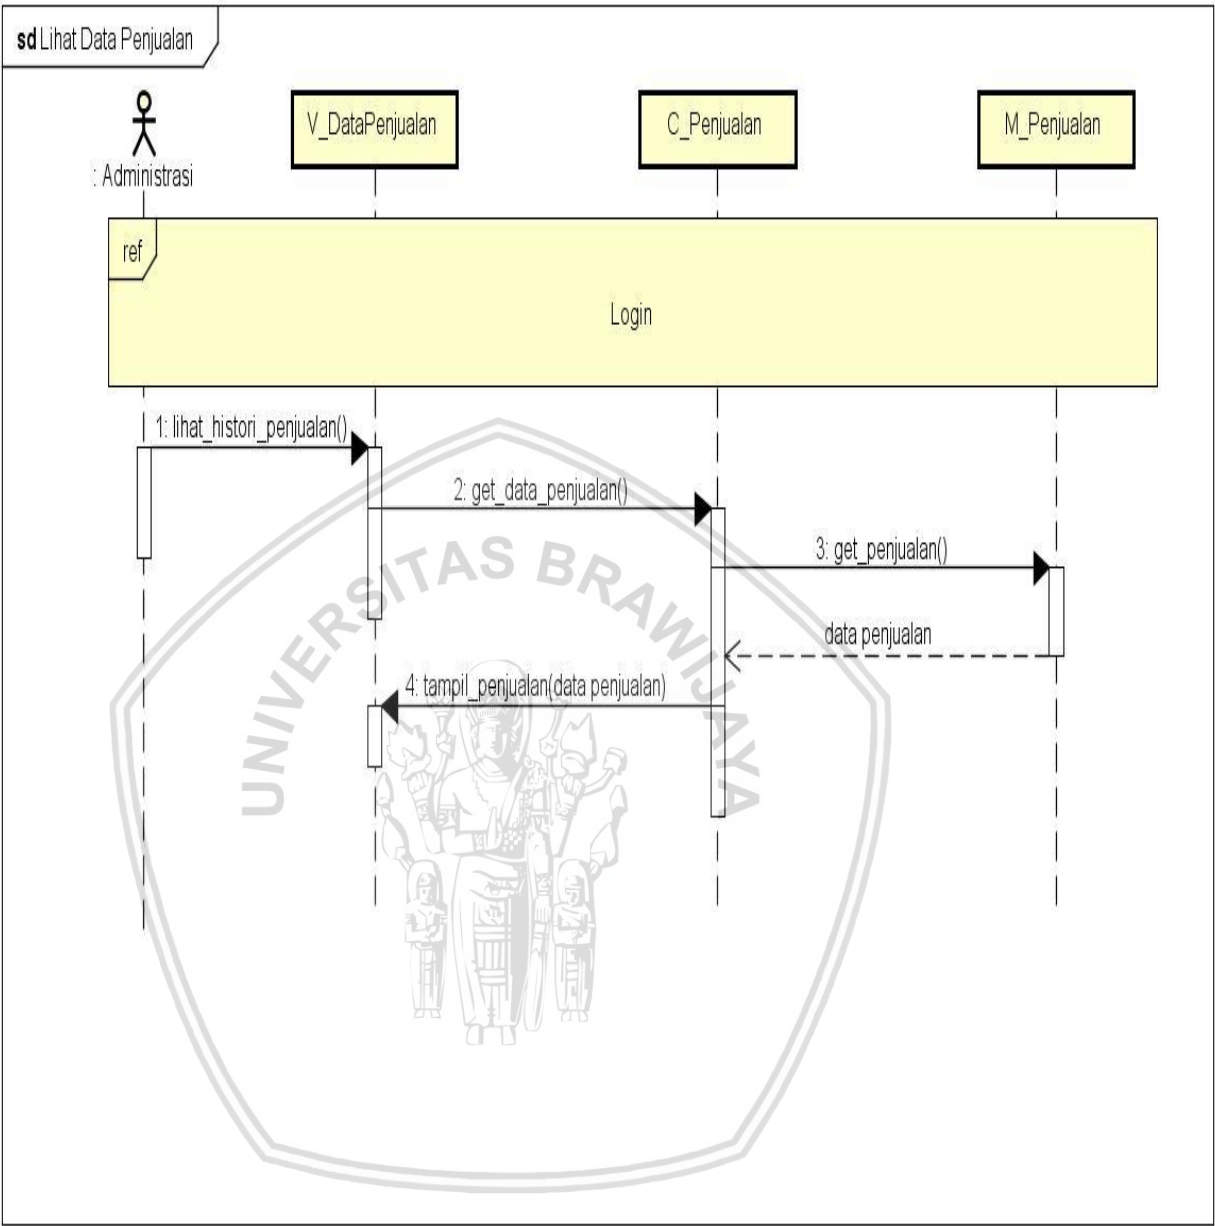 sd Lihat Data Penjualan
: Administrasi
V_DataPenjualan
C_Penjualan
M_Penjualan
ref
Login
1: lihat_histori_penjualan()
2: get_data_penjualan()
3: get_penjualan()
data penjualan
4: tampil_penjualan(data penjualan)
UNIVERSITAS BRAWIJAYA